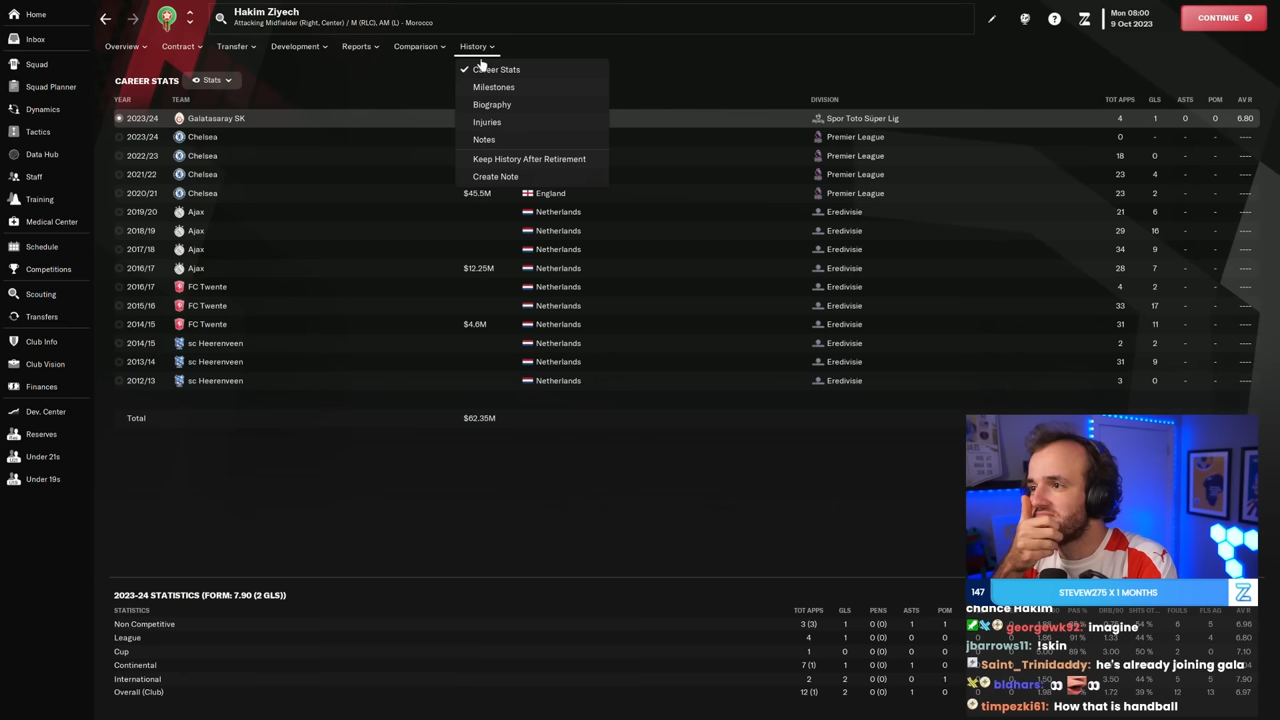 Home
Inbox
Squad
Squad Planner
Dynamics
Tactics
Data Hub
Staff
Training
Medical Center
Schedule
Competitions
Scouting
Transfers
Club Info
Club Vision
Finances
Dev. Center
Reserves
Under 21s
Under 19s
Hakim Ziyech
Attacking Midfielder (Right, Center) / M (RLC), AM (L) - Morocco
Mon 08:00
9 Oct 2023
CONTINUE
Overview Contract Transfer Development Reports Comparison History
Career Stats
Milestones
Biography
Injuries
Notes
Keep History After Retirement
Create Note
CAREER STATS Stats
YEAR TEAM DIVISION TOT APPS GLS ASTS POM AV R
2023/24 Galatasaray SK Spor Toto Süper Lig 4 1 0 0 6.80
2023/24 Chelsea Premier League 0 - - - ----
2022/23 Chelsea Premier League 18 0 - - ----
2021/22 Chelsea Premier League 23 4 - - ----
2020/21 Chelsea $45.5M England Premier League 23 2 - - ----
2019/20 Ajax Netherlands Eredivisie 21 6 - - ----
2018/19 Ajax Netherlands Eredivisie 29 16 - - ----
2017/18 Ajax Netherlands Eredivisie 34 9 - - ----
2016/17 Ajax $12.25M Netherlands Eredivisie 28 7 - - ----
2016/17 FC Twente Netherlands Eredivisie 4 2 - - ----
2015/16 FC Twente Netherlands Eredivisie 33 17 - - ----
2014/15 FC Twente $4.6M Netherlands Eredivisie 31 11 - - ----
2014/15 sc Heerenveen Netherlands Eredivisie 2 2 - - ----
2013/14 sc Heerenveen Netherlands Eredivisie 31 9 - - ----
2012/13 sc Heerenveen Netherlands Eredivisie 3 0 - - ----
Total $62.35M
2023-24 STATISTICS (FORM: 7.90 (2 GLS))
STATISTICS TOT APPS GLS PENS ASTS POM
Non Competitive 3 (3) 1 0 (0) 1 1
League 4 1 0 (0) 0 0
Cup 1 0 0 (0) 0 0
Continental 7 (1) 1 0 (0) 1 0
International 2 2 0 (0) 0 1
Overall (Club) 12 (1) 2 0 (0) 1 0
147 STEVEW275 X 1 MONTHS
chance Hakim
georgewk92: imagine
jbarrows11: !skin
Saint_Trinidaddy: he's already joining gala
bldhars:
timpezki61: How that is handball